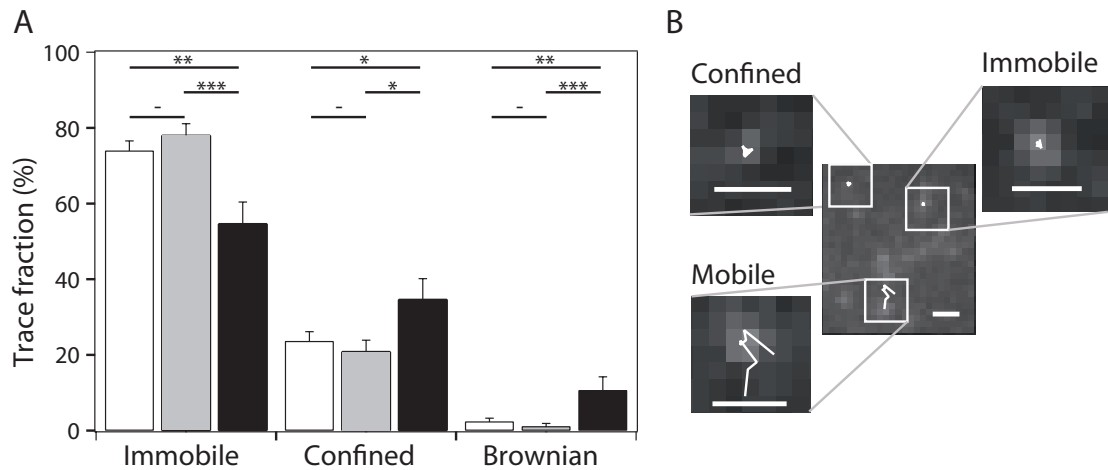 A
Trace fraction (%)
100
80
60
40
20
0
** * **
*** * ***
- - -
Immobile Confined Brownian
B
Confined
Immobile
Mobile